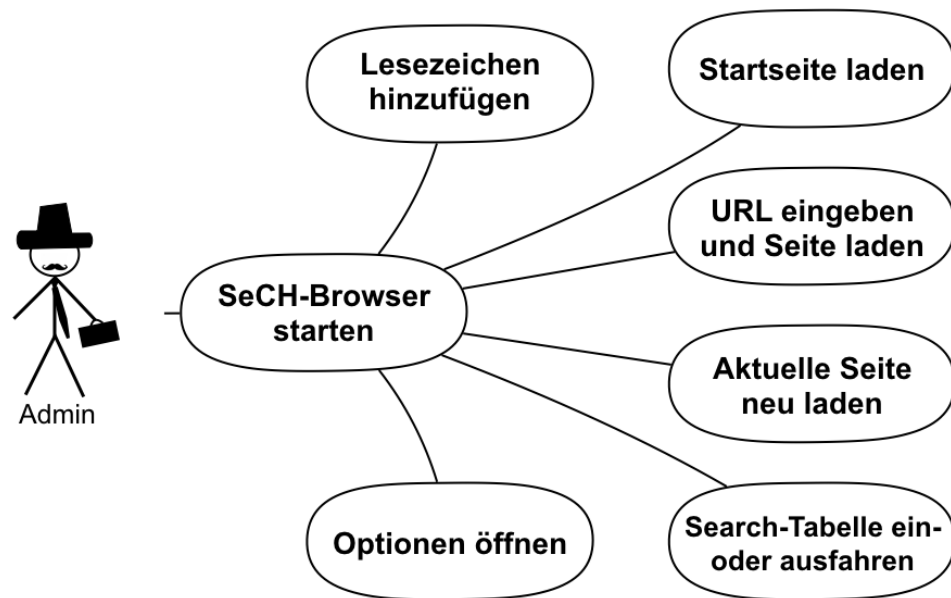 Lesezeichen
hinzufügen
Startseite laden
URL eingeben
und Seite laden
SeCH-Browser
starten
Aktuelle Seite
neu laden
Admin
Optionen öffnen
Search-Tabelle ein-
oder ausfahren